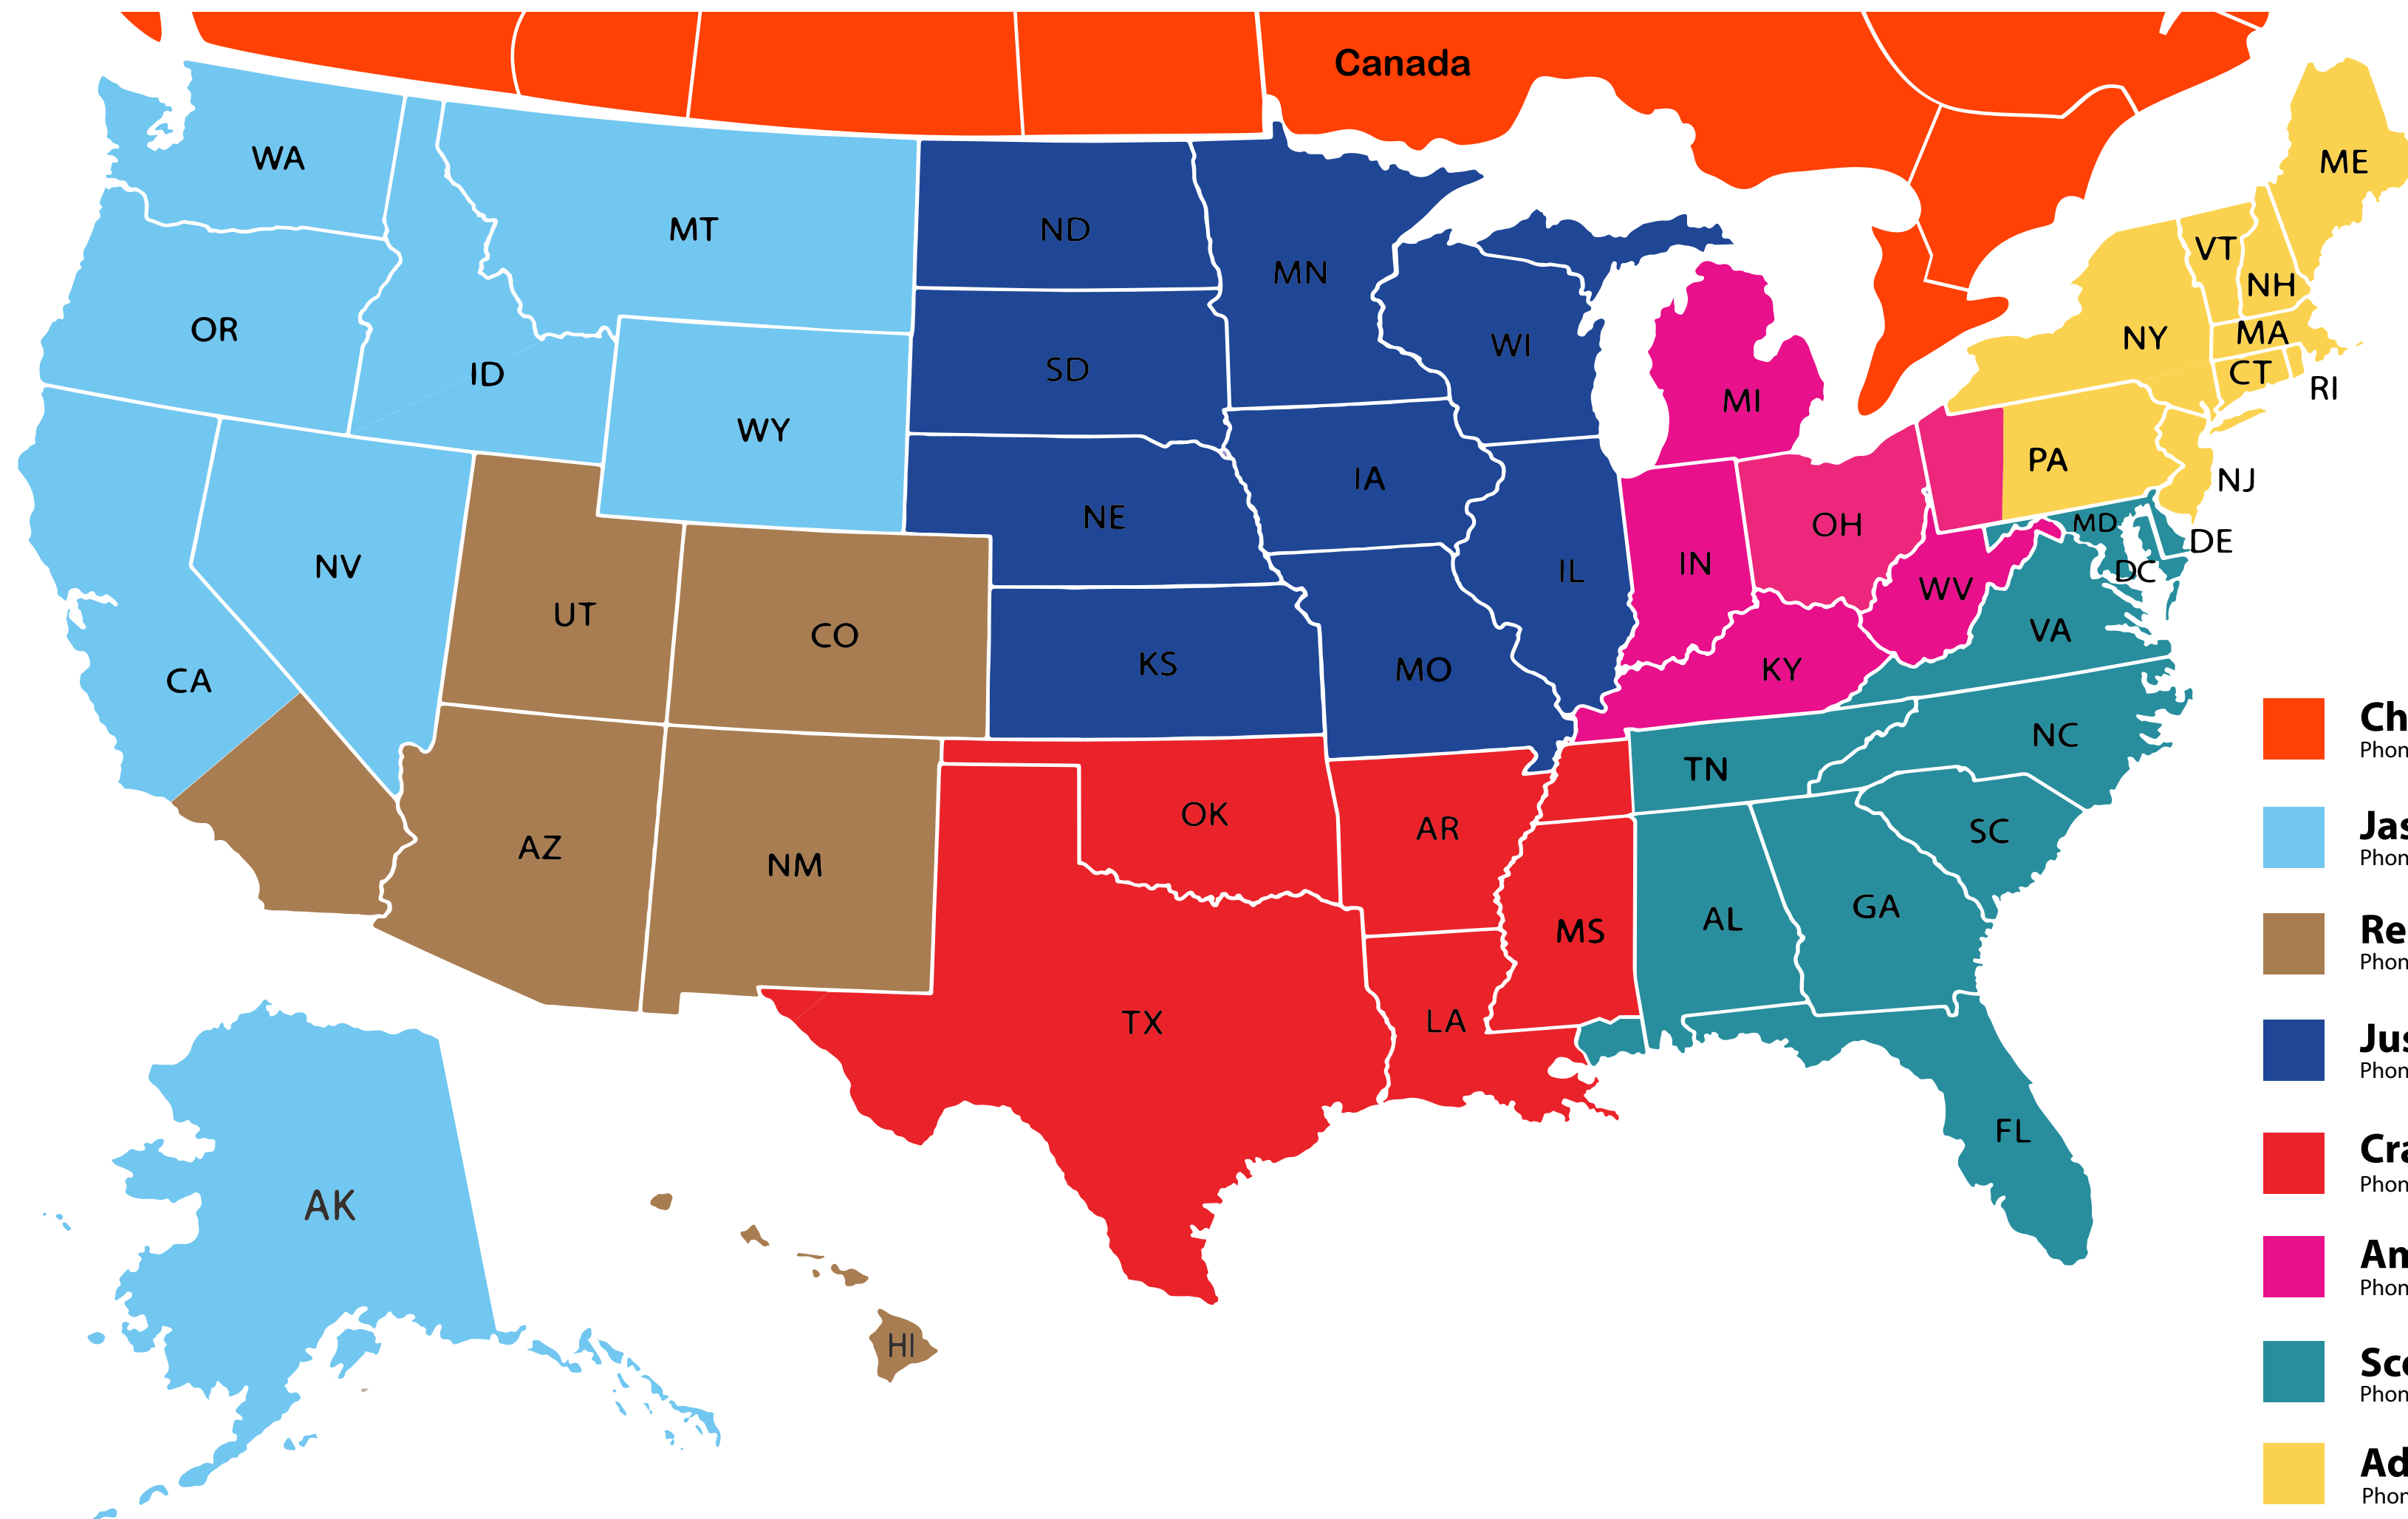 Canada
WA
ME
MT
ND
VT
MN
NH
OR
NY
MA
WI
SD
ID
CT
RI
MI
WY
PA
IA
NJ
NE
OH
MD
DE
NV
IN
IL
DC
WV
UT
CO
VA
KS
MO
KY
CA
NC
Ch
Phon
TN
OK
AR
SC
Jas
Phon
AZ
NM
GA
AL
MS
Re
Phon
TX
LA
Jus
Phon
FL
Cra
Phon
AK
Am
Phon
HI
Sco
Phon
Ad
Phon